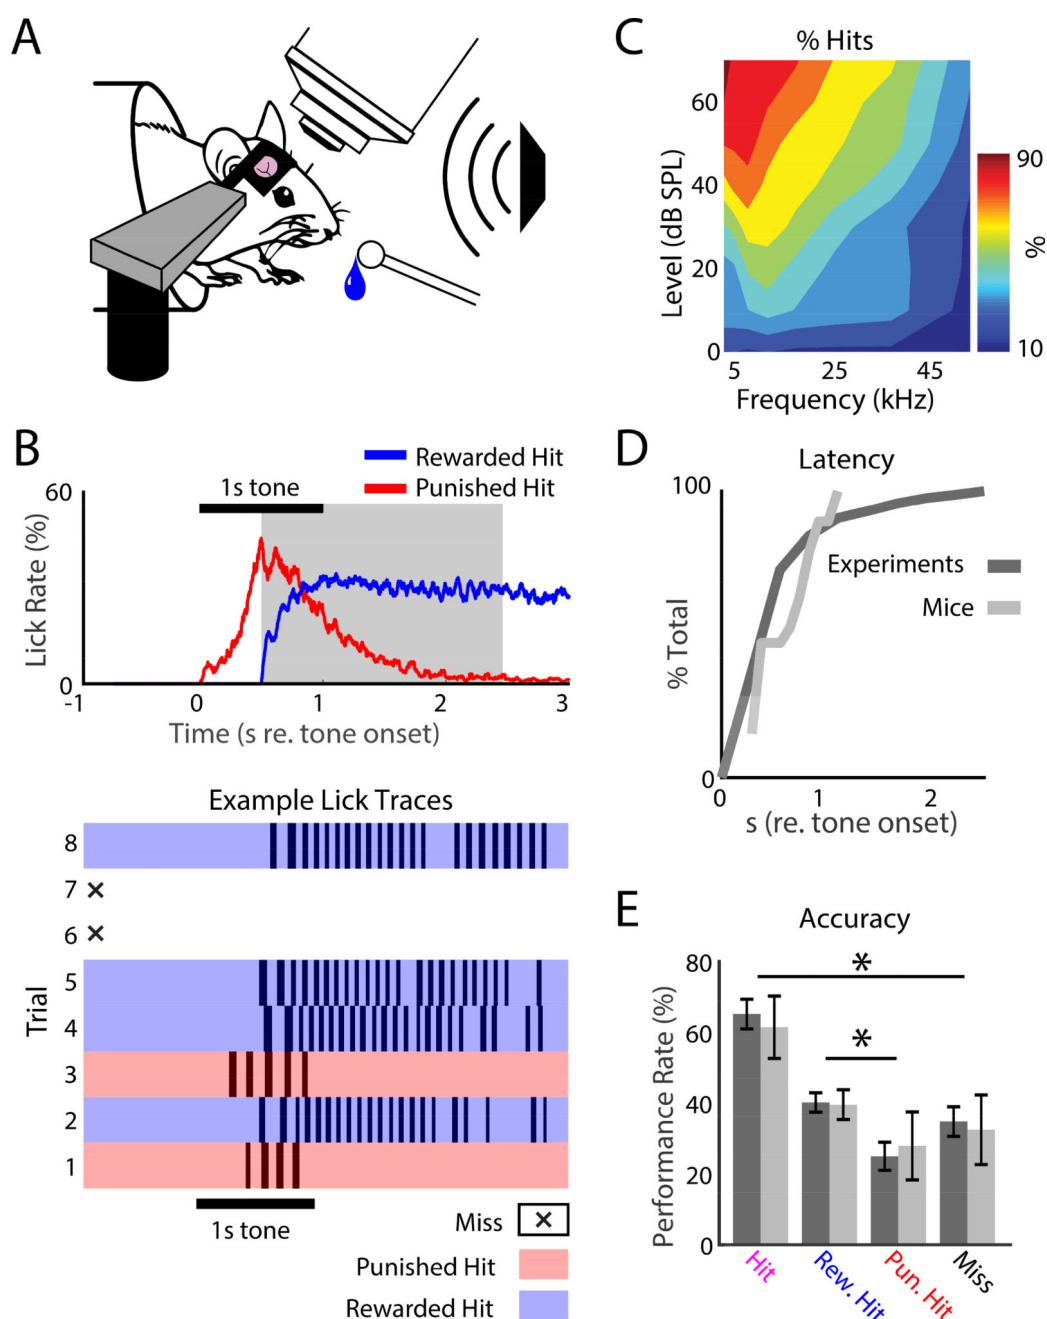 A
B
Rewarded Hit
Punished Hit
1s tone
60
Lick Rate (%)
0
-1 0 1 2 3
Time (s re. tone onset)
Example Lick Traces
8
7 ×
6 ×
5
4
3
2
1
Trial
1s tone
Miss ×
Punished Hit
Rewarded Hit
C
% Hits
60
40
20
0
Level (dB SPL)
5 25 45
Frequency (kHz)
90
%
10
D
Latency
100
% Total
0
Experiments
Mice
0 1 2
s (re. tone onset)
E
Accuracy
80
60
40
20
0
Performance Rate (%)
*
*
Hit
Rew. Hit
Pun. Hit
Miss